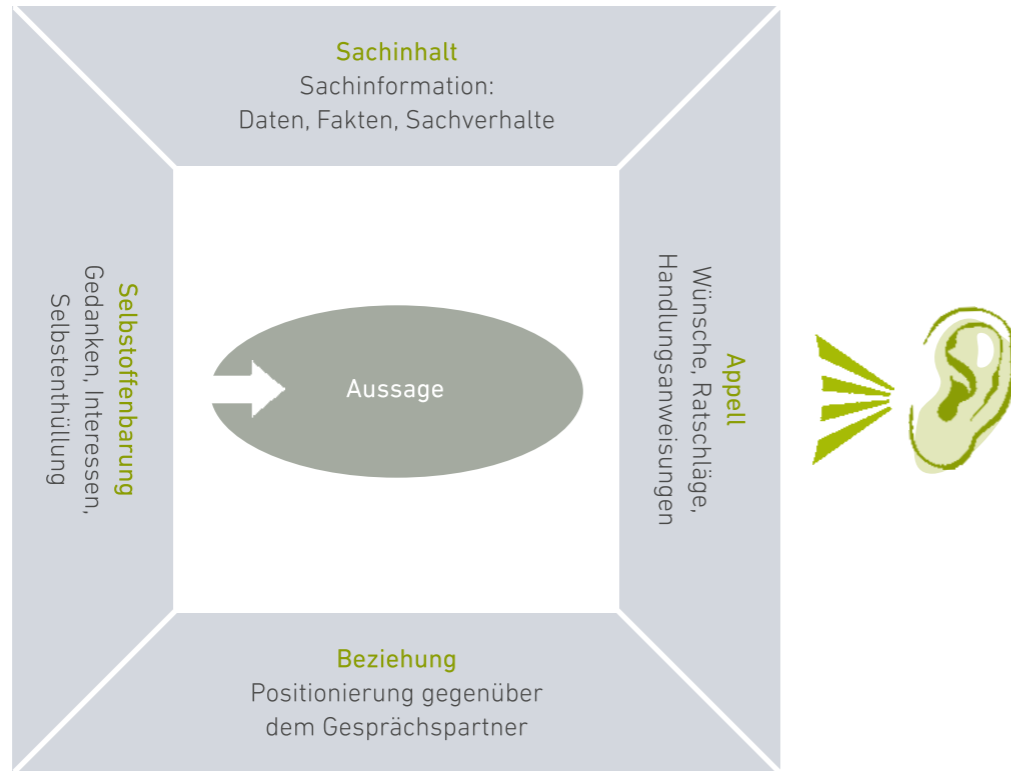 Sachinhalt
Sachinformation:
Daten, Fakten, Sachverhalte
Selbstoffenbarung
Gedanken, Interessen,
Selbstenthüllung
Aussage
Appell
Wünsche, Ratschläge,
Handlungsanweisungen
Beziehung
Positionierung gegenüber
dem Gesprächspartner